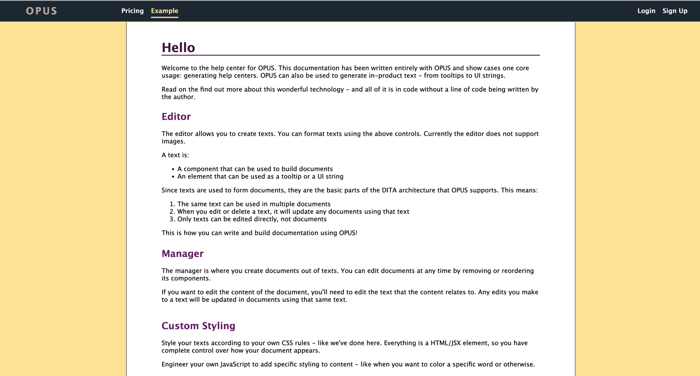 OPUS Pricing Example Login Sign Up
Hello
Welcome to the help center for OPUS. This documentation has been written entirely with OPUS and show cases one core
usage: generating help centers. OPUS can also be used to generate in-product text – from tooltips to UI strings.
Read on the find out more about this wonderful technology – and all of it is in code without a line of code being written by
the author.
Editor
The editor allows you to create texts. You can format texts using the above controls. Currently the editor does not support
images.
A text is:
• A component that can be used to build documents
• An element that can be used as a tooltip or a UI string
Since texts are used to form documents, they are the basic parts of the DITA architecture that OPUS supports. This means:
1. The same text can be used in multiple documents
2. When you edit or delete a text, it will update any documents using that text
3. Only texts can be edited directly, not documents
This is how you can write and build documentation using OPUS!
Manager
The manager is where you create documents out of texts. You can edit documents at any time by removing or reordering
its components.
If you want to edit the content of the document, you'll need to edit the text that the content relates to. Any edits you make
to a text will be updated in documents using that same text.
Custom Styling
Style your texts according to your own CSS rules – like we've done here. Everything is a HTML/JSX element, so you have
complete control over how your document appears.
Engineer your own JavaScript to add specific styling to content – like when you want to color a specific word or otherwise.